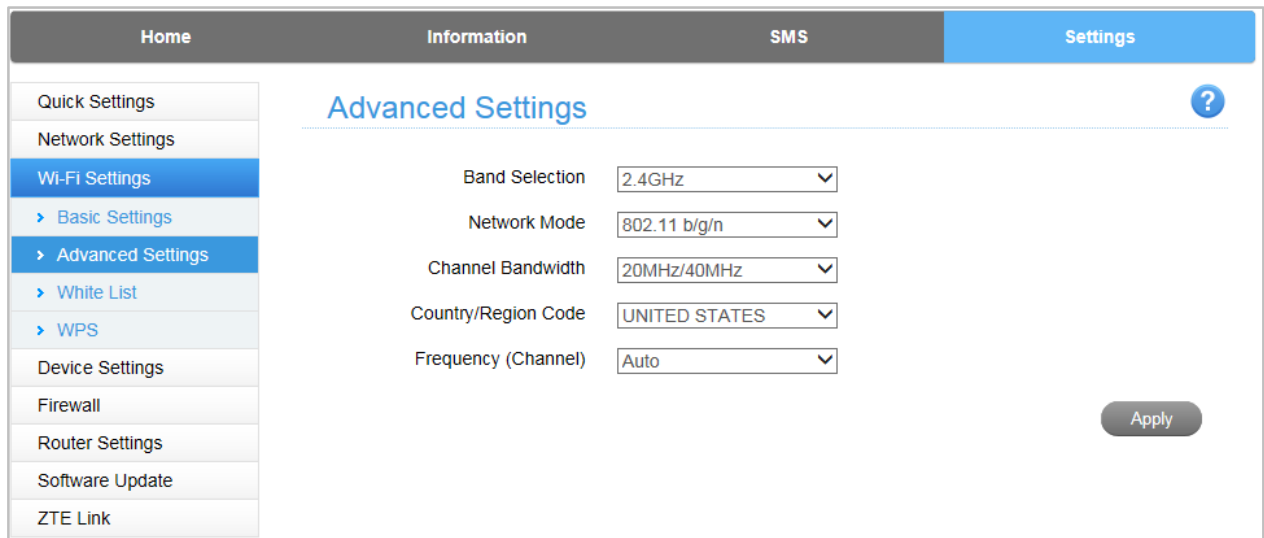 Home Information SMS Settings
Quick Settings
Network Settings
Wi-Fi Settings
> Basic Settings
> Advanced Settings
> White List
> WPS
Device Settings
Firewall
Router Settings
Software Update
ZTE Link
Advanced Settings ?
Band Selection 2.4GHz
Network Mode 802.11 b/g/n
Channel Bandwidth 20MHz/40MHz
Country/Region Code UNITED STATES
Frequency (Channel) Auto
Apply